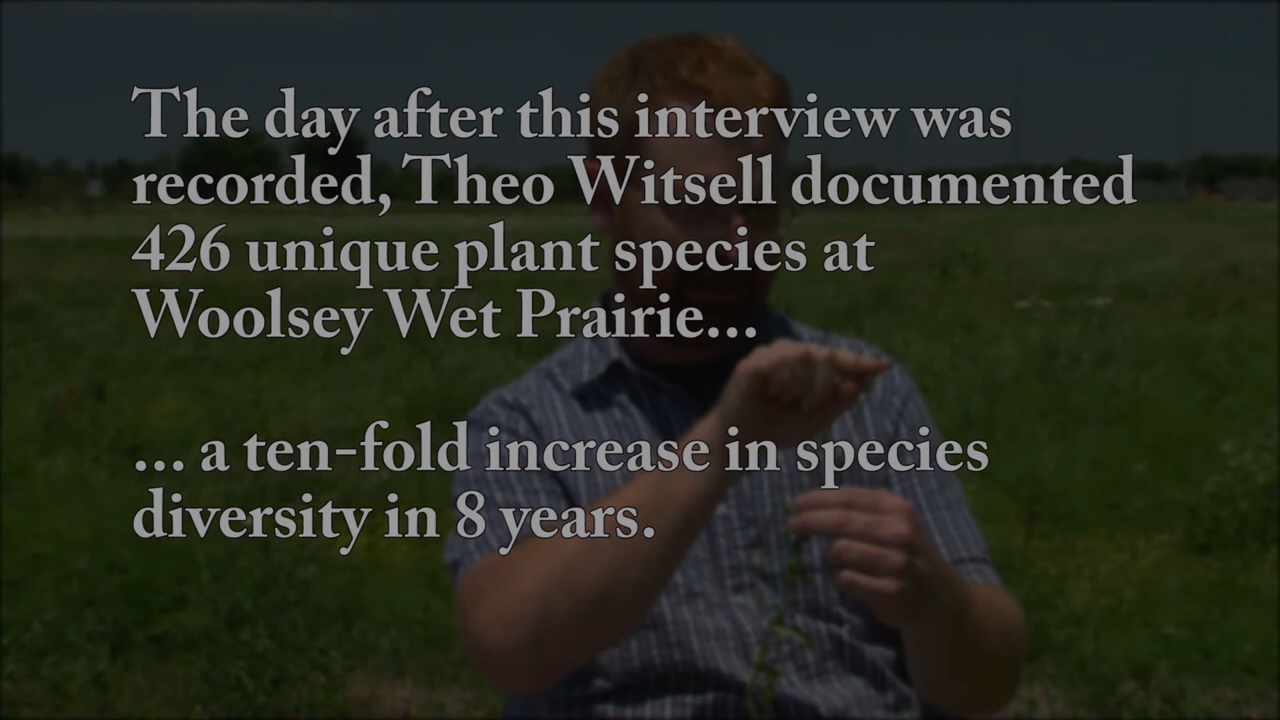 The day after this interview was
recorded, Theo Witsell documented
426 unique plant species at
Woolsey Wet Prairie...
... a ten-fold increase in species
diversity in 8 years.